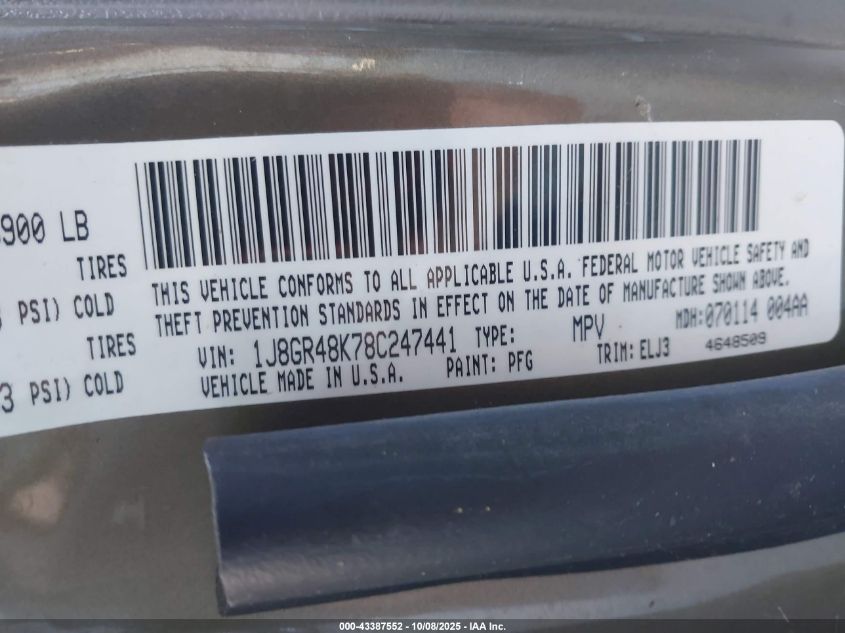 900 LB
TIRES
PSI) COLD
TIRES
3 PSI) COLD
THIS VEHICLE CONFORMS TO ALL APPLICABLE U.S.A. FEDERAL MOTOR VEHICLE SAFETY AND
THEFT PREVENTION STANDARDS IN EFFECT ON THE DATE OF MANUFACTURE SHOWN ABOVE.
VIN: 1J8GR48K78C247441 TYPE: MPV MDH:070114 004AA
VEHICLE MADE IN U.S.A. PAINT: PFG TRIM: ELJ3 4648509
000-43387552 • 10/08/2025 • IAA Inc.